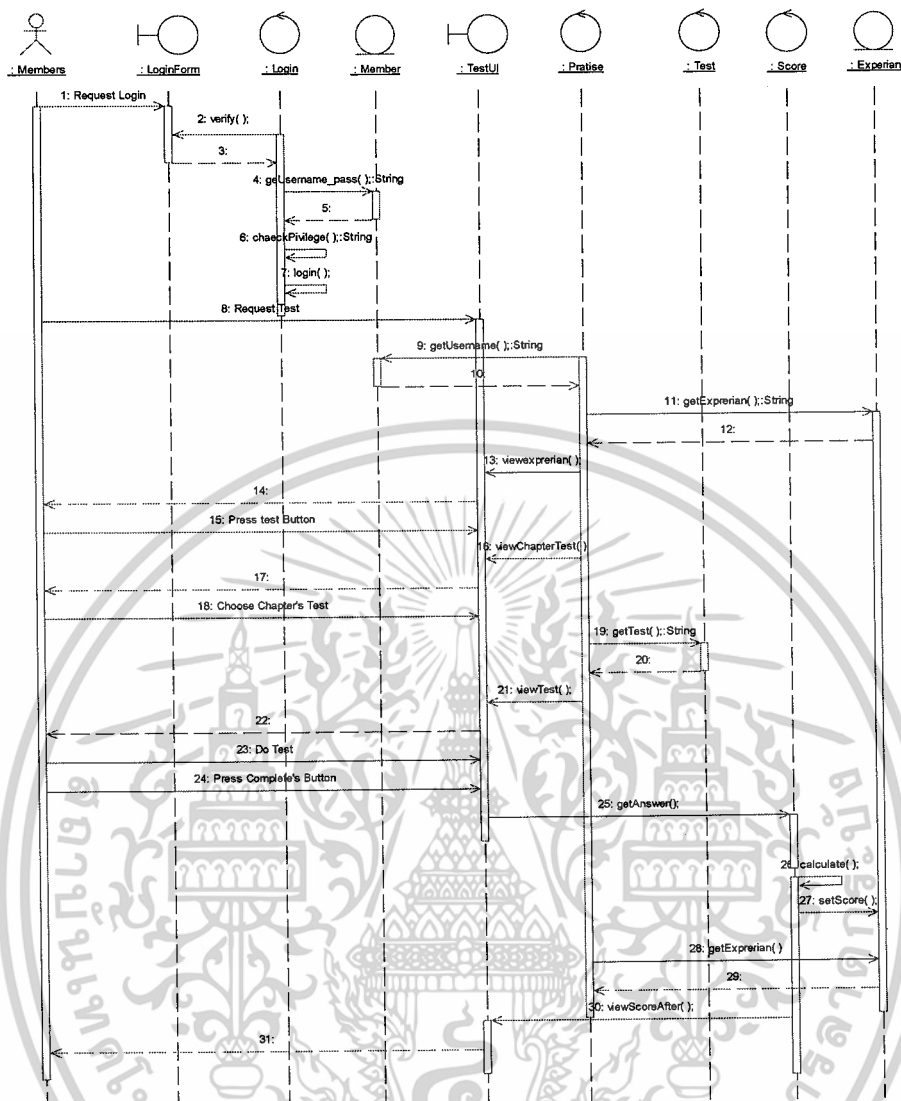 : Members
: LoginForm
: Login
: Member
: TestUI
: Pratise
: Test
: Score
: Experian
1: Request Login
2: verify( );
3:
4: getUsername_pass( );:String
5:
6: chaeckPivilege( );:String
7: login( );
8: Request Test
9: getUsername( );:String
10:
11: getExprerian( );:String
12:
13: viewexprerian( );
14:
15: Press test Button
16: viewChapterTest( )
17:
18: Choose Chapter's Test
19: getTest( );:String
20:
21: viewTest( );
22:
23: Do Test
24: Press Complete's Button
25: getAnswer();
26: calculate( );
27: setScore( );
28: getExprerian( )
29:
30: viewScoreAfter( );
31: